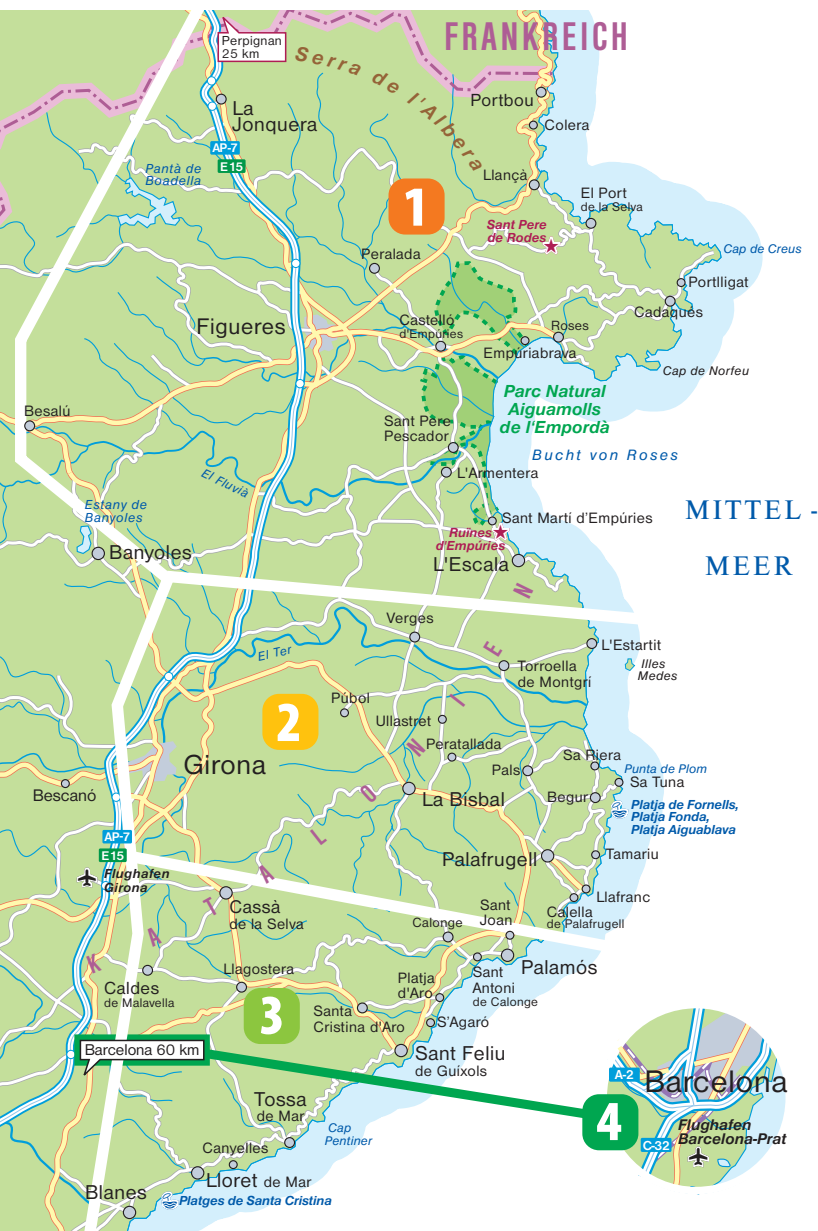 FRANKREICH
Perpignan
25 km
Serra de l'Albera
La
Jonquera
Portbou
Colera
AP-7
E15
Pantà de
Boadella
Llançà
El Port
de la Selva
1
Sant Pere
de Rodes
Peralada
Cap de Creus
Portlligat
Cadaqués
Figueres
Castelló
d'Empúries
Roses
Empúriabrava
Cap de Norfeu
Parc Natural
Aiguamolls
de l'Empordà
Besalú
Sant Pere
Pescador
Bucht von Roses
El Fluvià
L'Armentera
Estany de
Banyoles
Sant Martí d'Empúries
MITTEL -
MEER
Ruïnes
d'Empúries
Banyoles
L'Escala
Verges
L'Estartit
El Ter
Torroella
de Montgrí
Illes
Medes
Púbol
2
Ullastret
Peratallada
Sa Riera
Girona
Pals
Punta de Plom
Sa Tuna
Bescanó
La Bisbal
Begur
Platja de Fornells,
Platja Fonda,
Platja Aiguablava
AP-7
E15
Palafrugell
Tamariu
Flughafen
Girona
Cassà
de la Selva
Llafranc
Calella
de Palafrugell
Sant
Joan
Calonge
KATALONIEN
Palamós
Llagostera
Platja
d'Aro
Sant
Antoni
de Calonge
Caldes
de Malavella
3
Santa
Cristina d'Aro
S'Agaró
Barcelona 60 km
Sant Feliu
de Guíxols
Tossa
de Mar
Cap
Pentiner
Canyelles
Lloret de Mar
Blanes
Platges de Santa Cristina
A-2
Barcelona
4
Flughafen
Barcelona-Prat
C-32